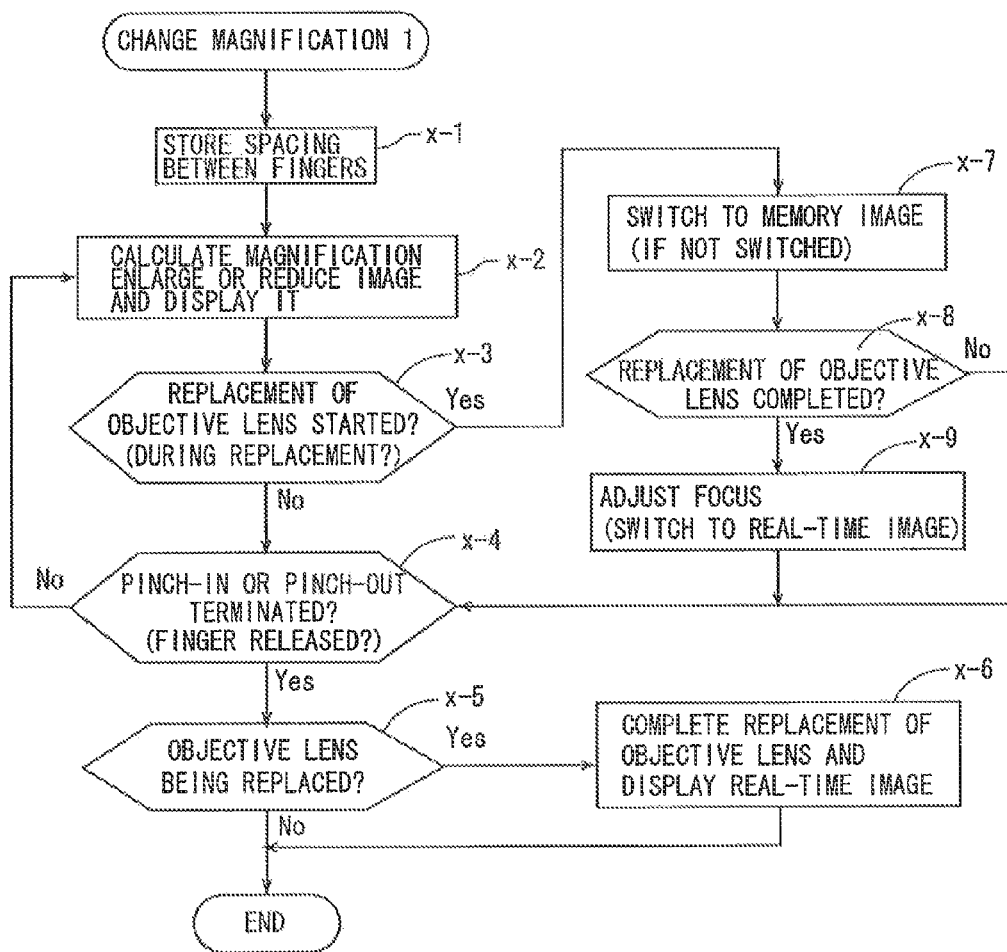 CHANGE MAGNIFICATION 1
STORE SPACING
BETWEEN FINGERS
x-1
CALCULATE MAGNIFICATION
ENLARGE OR REDUCE IMAGE
AND DISPLAY IT
x-2
REPLACEMENT OF
OBJECTIVE LENS STARTED?
(DURING REPLACEMENT?)
x-3
Yes
No
PINCH-IN OR PINCH-OUT
TERMINATED?
(FINGER RELEASED?)
x-4
No
Yes
OBJECTIVE LENS
BEING REPLACED?
x-5
Yes
No
COMPLETE REPLACEMENT OF
OBJECTIVE LENS AND
DISPLAY REAL-TIME IMAGE
x-6
SWITCH TO MEMORY IMAGE
(IF NOT SWITCHED)
x-7
REPLACEMENT OF OBJECTIVE
LENS COMPLETED?
x-8
No
Yes
ADJUST FOCUS
(SWITCH TO REAL-TIME IMAGE)
x-9
END